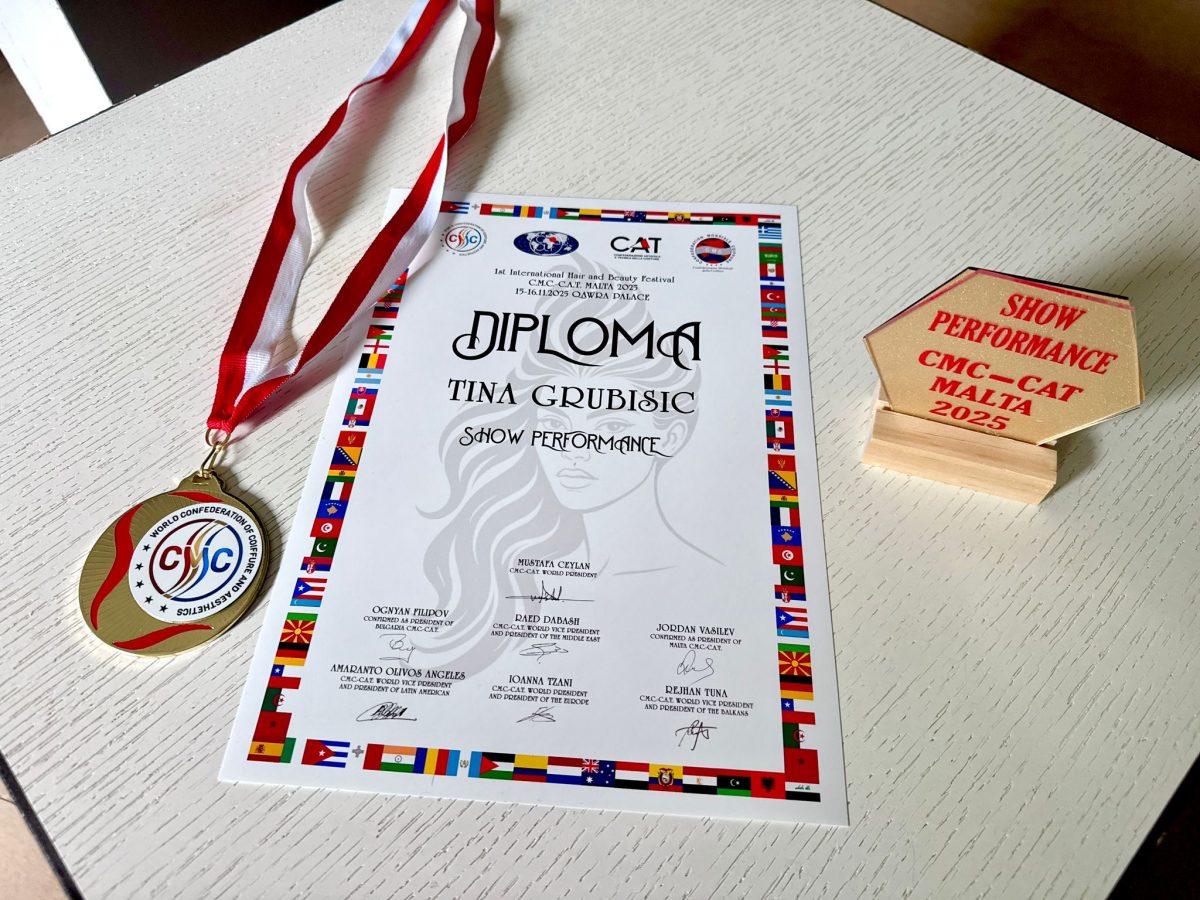 WORLD CONFEDERATION OF COIFFURE AND AESTHETICS
CMC
CMC
CAT
1st International Hair and Beauty Festival
C.M.C.-C.A.T. MALTA 2025
15-16.11.2025 QAWRA PALACE
DIPLOMA
TINA GRUBISIC
SHOW PERFORMANCE
MUSTAFA CEYLAN
C.M.C.-C.A.T. WORLD PRESIDENT
OGNYAN FILIPOV
CONFIRMED AS PRESIDENT OF
BULGARIA C.M.C.-C.A.T.
RAED DABASH
C.M.C.-C.A.T. WORLD VICE PRESIDENT
AND PRESIDENT OF THE MIDDLE EAST
JORDAN VASILEV
CONFIRMED AS PRESIDENT OF
MALTA C.M.C.-C.A.T.
AMARANTO OLIVOS ANGELES
C.M.C.-C.A.T. WORLD VICE PRESIDENT
AND PRESIDENT OF LATIN AMERICAN
IOANNA TZANI
C.M.C.-C.A.T. WORLD VICE PRESIDENT
AND PRESIDENT OF THE EUROPE
REJHAN TUNA
C.M.C.-C.A.T. WORLD VICE PRESIDENT
AND PRESIDENT OF THE BALKANS
SHOW
PERFORMANCE
CMC-CAT
MALTA
2025